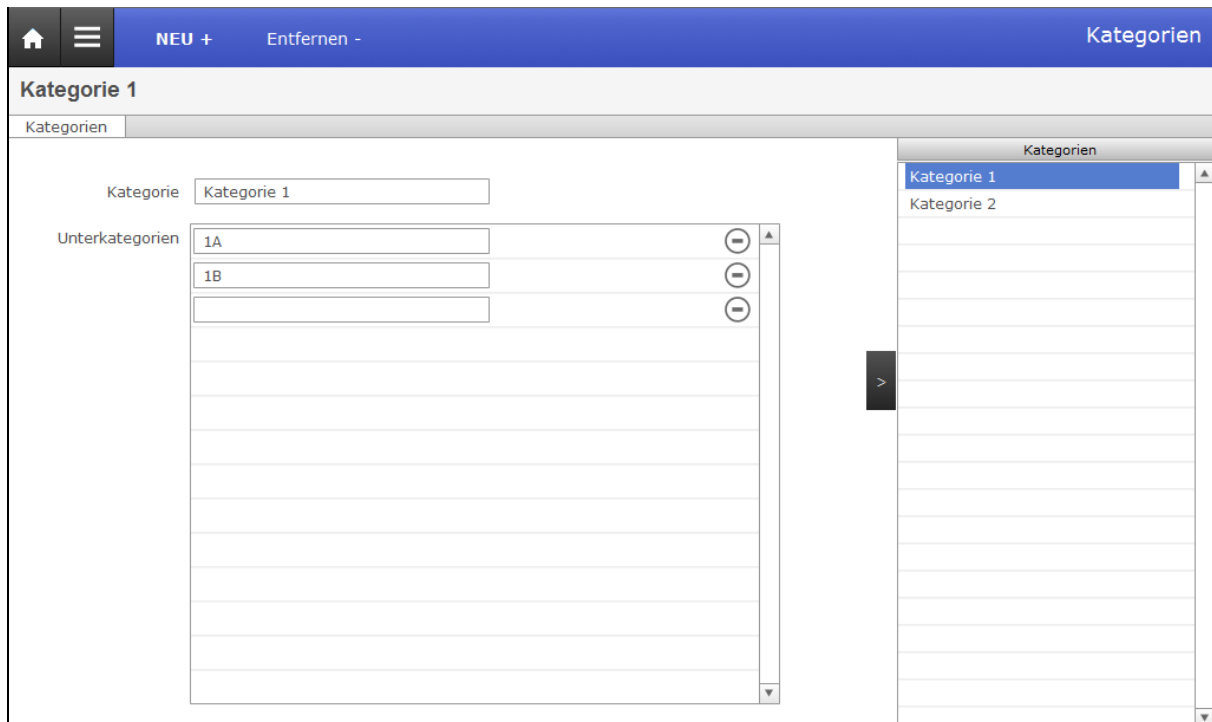 NEU + Entfernen - Kategorien
Kategorie 1
Kategorien
Kategorien
Kategorie Kategorie 1
Unterkategorien 1A
1B
>
Kategorie 1
Kategorie 2